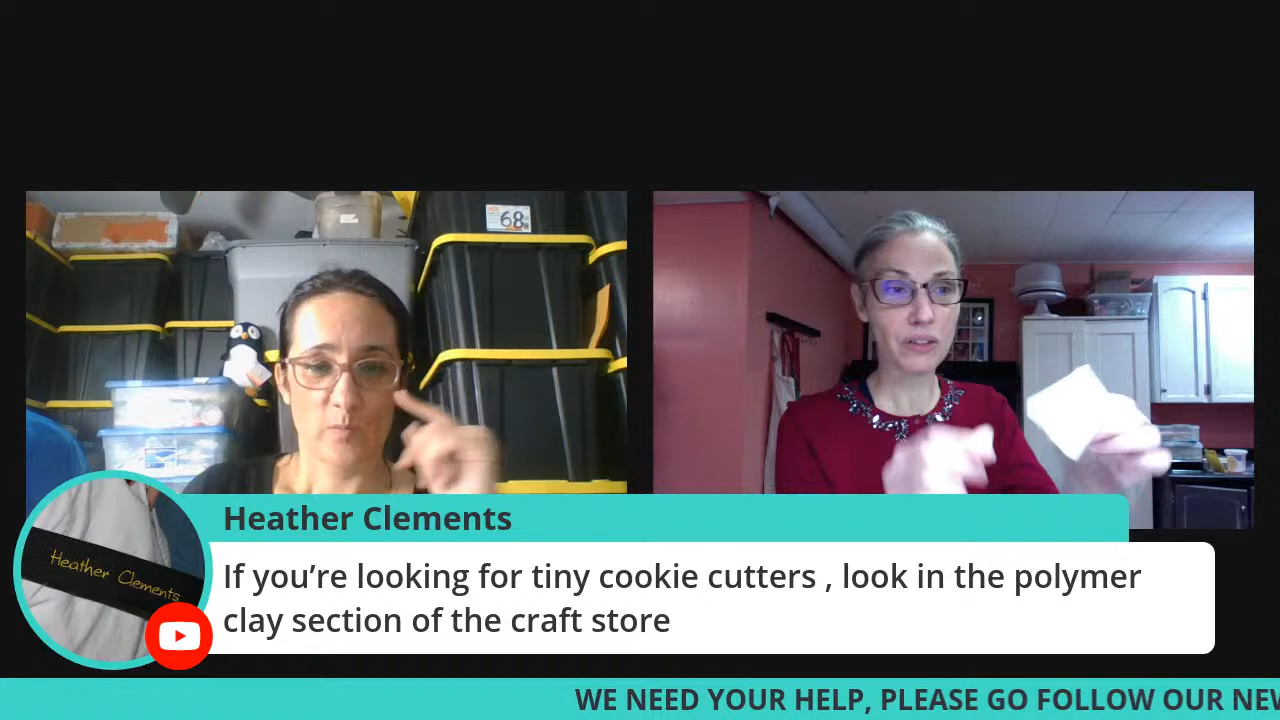 68
Heather Clements
Heather Clements
If you’re looking for tiny cookie cutters , look in the polymer
clay section of the craft store
WE NEED YOUR HELP, PLEASE GO FOLLOW OUR NEW